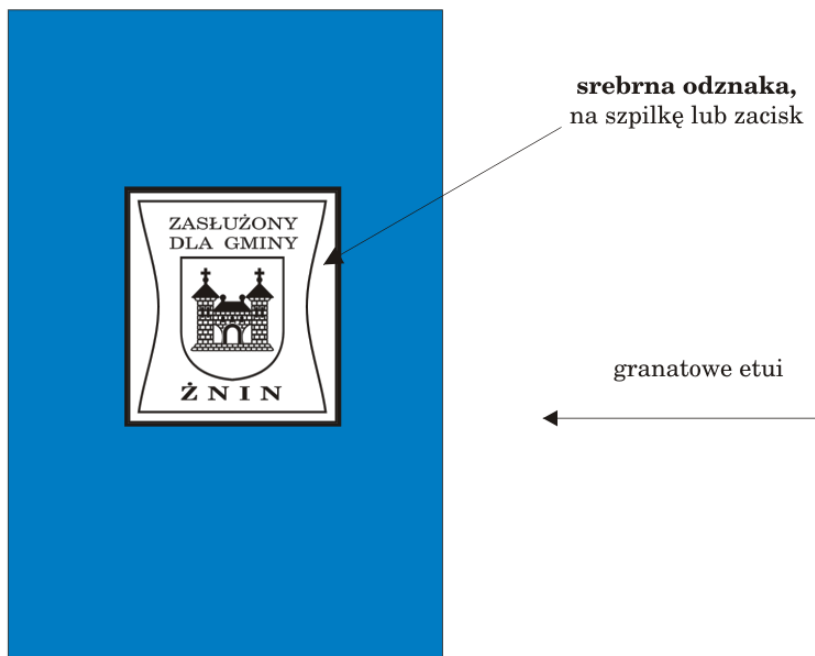 srebrna odznaka,
na szpilkę lub zacisk
ZASŁUŻONY
DLA GMINY
ŻNIN
granatowe etui